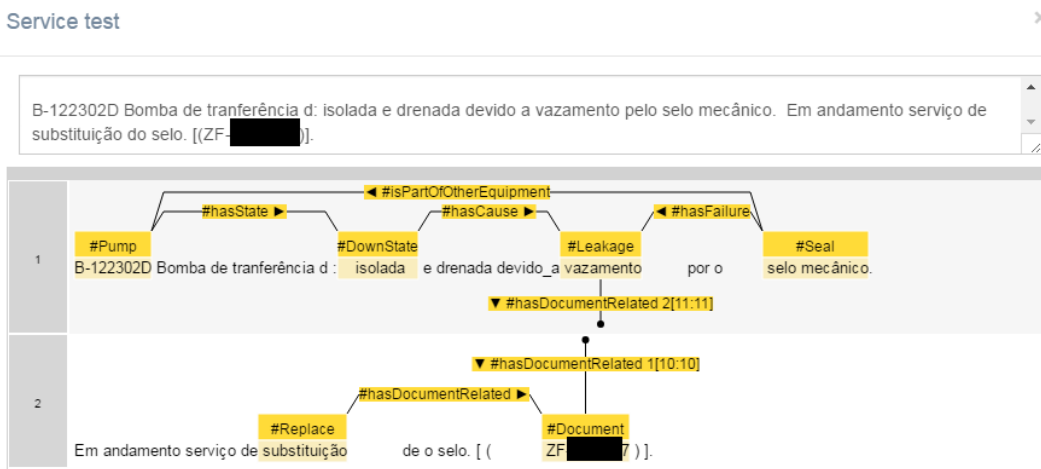 Service test
×
B-122302D Bomba de tranferência d: isolada e drenada devido a vazamento pelo selo mecânico. Em andamento serviço de
substituição do selo. [(ZF- )].
◄ #isPartOfOtherEquipment
#hasState ► #hasCause ► ◄ #hasFailure
#Pump #DownState #Leakage #Seal
1
B-122302D Bomba de tranferência d : isolada e drenada devido_a vazamento por o selo mecânico.
▼ #hasDocumentRelated 2[11:11]
▼ #hasDocumentRelated 1[10:10]
#hasDocumentRelated ►
2
#Replace #Document
Em andamento serviço de substituição de o selo. [ ( ZF 7 ) ].